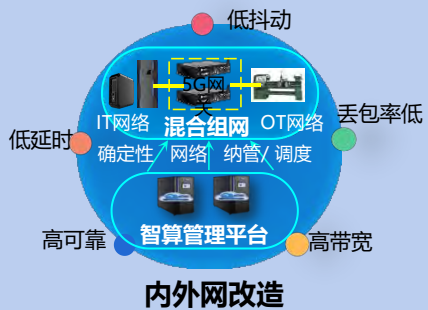 低抖动
5G网
关
IT网络
混合组网
OT网络
丢包率低
低延时
确定性 网络 纳管/ 调度
智算管理平台
高可靠
高带宽
内外网改造